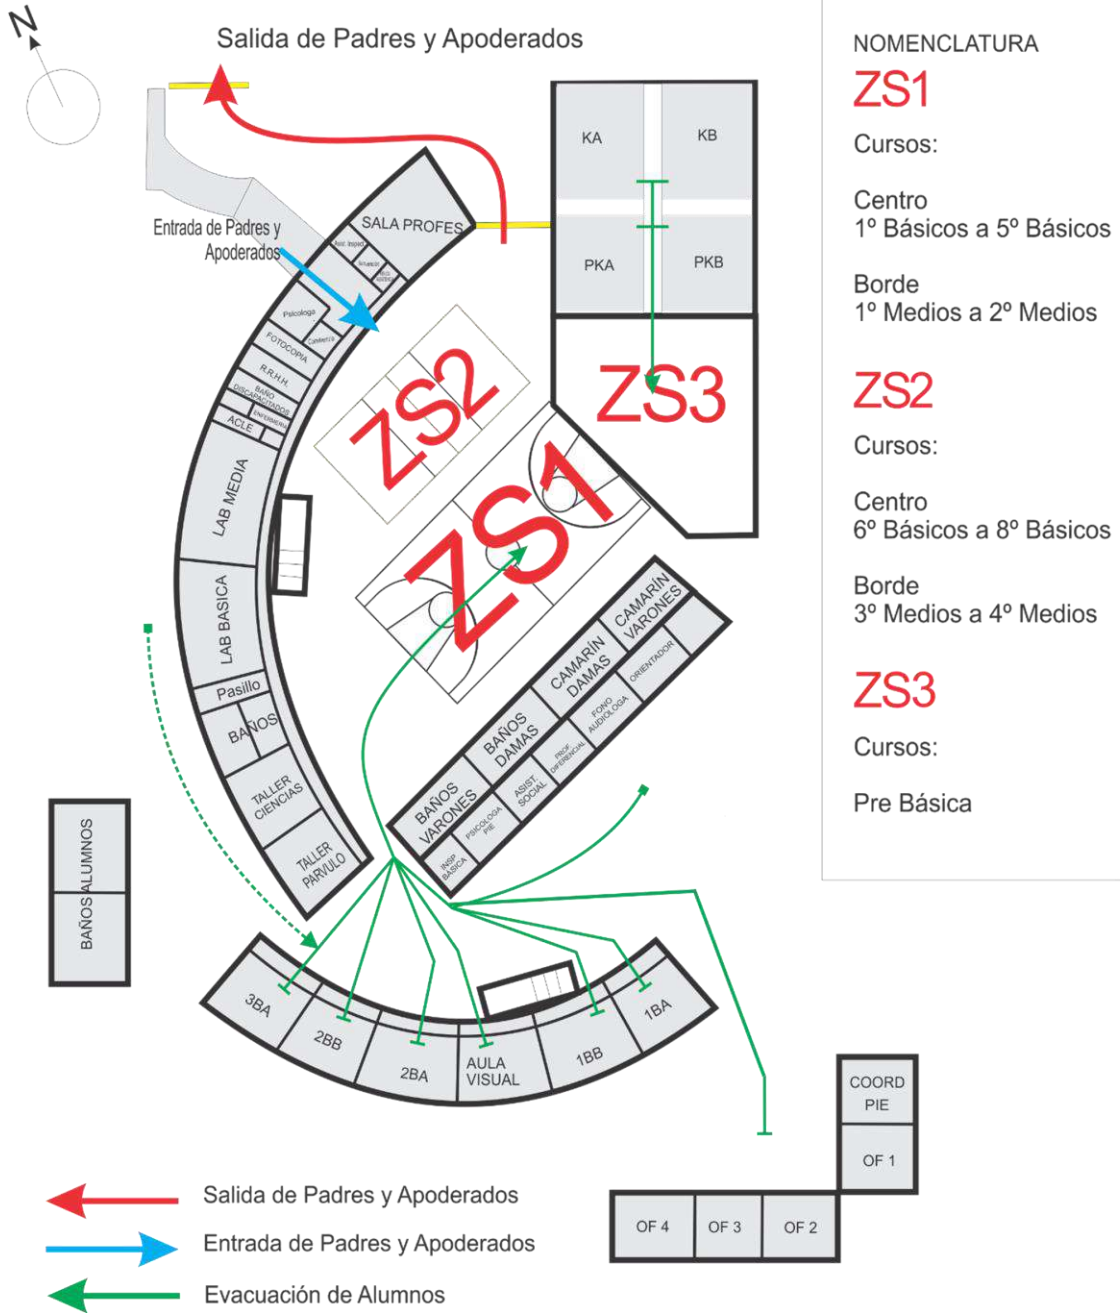 N
Salida de Padres y Apoderados
NOMENCLATURA
ZS1
Cursos:
Centro
1º Básicos a 5º Básicos
Borde
1º Medios a 2º Medios
ZS2
Cursos:
Centro
6º Básicos a 8º Básicos
Borde
3º Medios a 4º Medios
ZS3
Cursos:
Pre Básica
KA
KB
PKA
PKB
ZS3
SALA PROFES
Entrada de Padres y
Apoderados
Psicologa
FOTOCOPIA
R.R.H.H.
BAÑO
DISCAPACITADOS
ENFERMERIA
ACLE
LAB MEDIA
LAB BASICA
Pasillo
BAÑOS
TALLER
CIENCIAS
TALLER
PARVULO
ZS2
ZS1
CAMARÍN
VARONES
CAMARÍN
DAMAS
BAÑOS
DAMAS
BAÑOS
VARONES
ORIENTADOR
FONO
AUDIOLOGA
PROF.
DIFERENCIAL
ASIST.
SOCIAL
PSICOLOGA
PIE
INSP
BASICA
BAÑOS ALUMNOS
3BA
2BB
2BA
AULA
VISUAL
1BB
1BA
COORD
PIE
OF 1
OF 4
OF 3
OF 2
Salida de Padres y Apoderados
Entrada de Padres y Apoderados
Evacuación de Alumnos